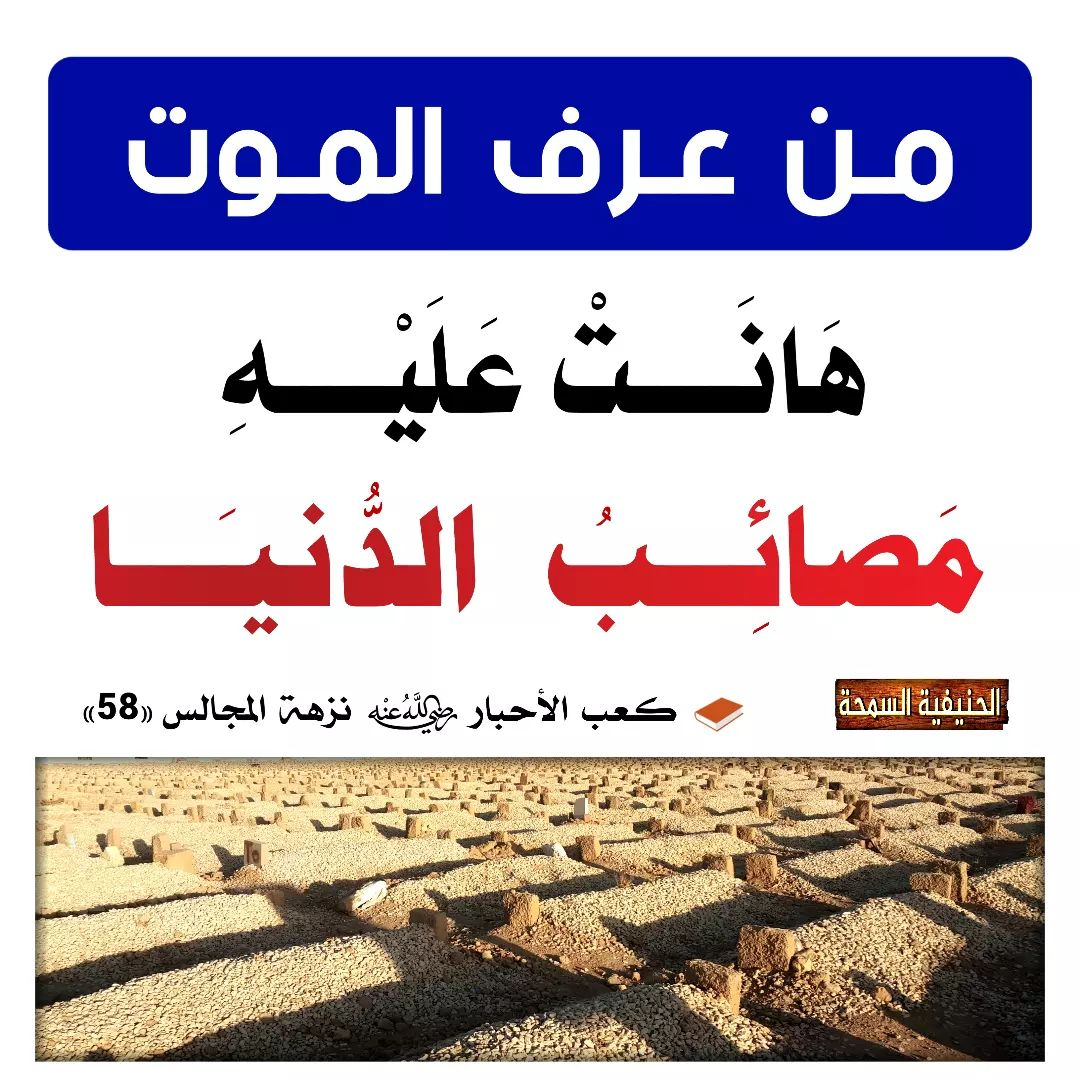 من عرف الموت
هَانَتْ عَلَيْهِ
مَصائِبُ الدُّنيَا
كعب الأحبار رضي الله عنه نزهة المجالس ((58))
الحنيفية السمحة